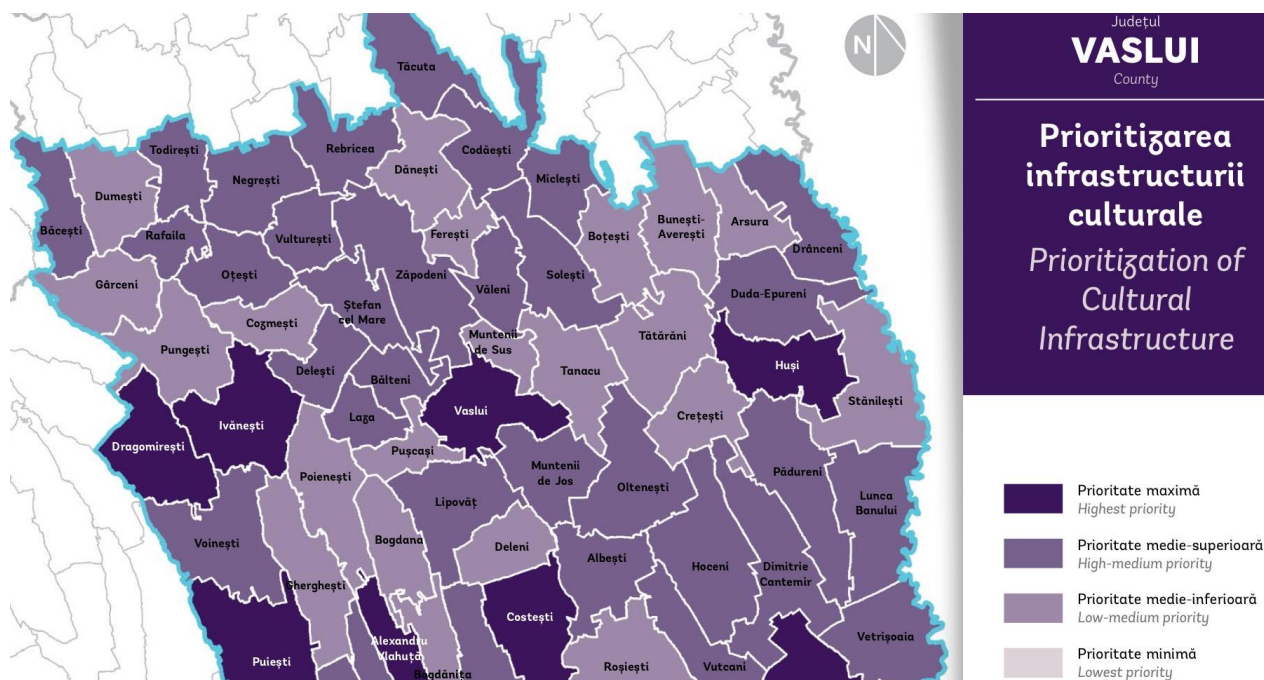 Județul
VASLUI
County
Prioritizarea
infrastructurii
culturale
Prioritization of
Cultural
Infrastructure
N
Tăcuta
Todirești
Rebricea
Codăești
Dănești
Negrești
Miclești
Dumești
Bunești-
Averești
Arsura
Băcești
Rafaila
Vulturești
Ferești
Boțești
Drânceni
Oțești
Zăpodeni
Solești
Gârceni
Văleni
Duda-Epureni
Ștefan
cel Mare
Cozmești
Muntenii
de Sus
Tătărâni
Pungești
Delești
Bălteni
Tanacu
Huși
Stănilești
Vaslui
Crețești
Laza
Ivănești
Dragomirești
Pușcași
Poienești
Muntenii
de Jos
Pădureni
Oltenești
Lunca
Banului
Lipovăț
Voinești
Bogdana
Deleni
Albești
Hoceni
Dimitrie
Cantemir
Gherghești
Costești
Alexandru
Vlahuță
Vetrișoaia
Puiești
Roșiești
Vutcani
Bogdănița
Prioritate maximă
Highest priority
Prioritate medie-superioară
High-medium priority
Prioritate medie-inferioară
Low-medium priority
Prioritate minimă
Lowest priority